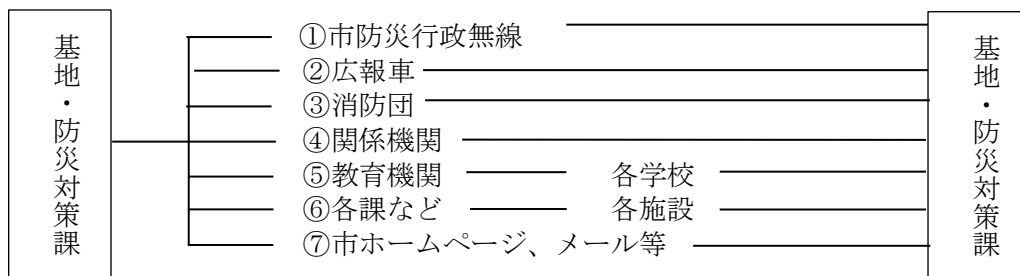 基地・防災対策課
①市防災行政無線
②広報車
③消防団
④関係機関
⑤教育機関 各学校
⑥各課など 各施設
⑦市ホームページ、メール等
基地・防災対策課